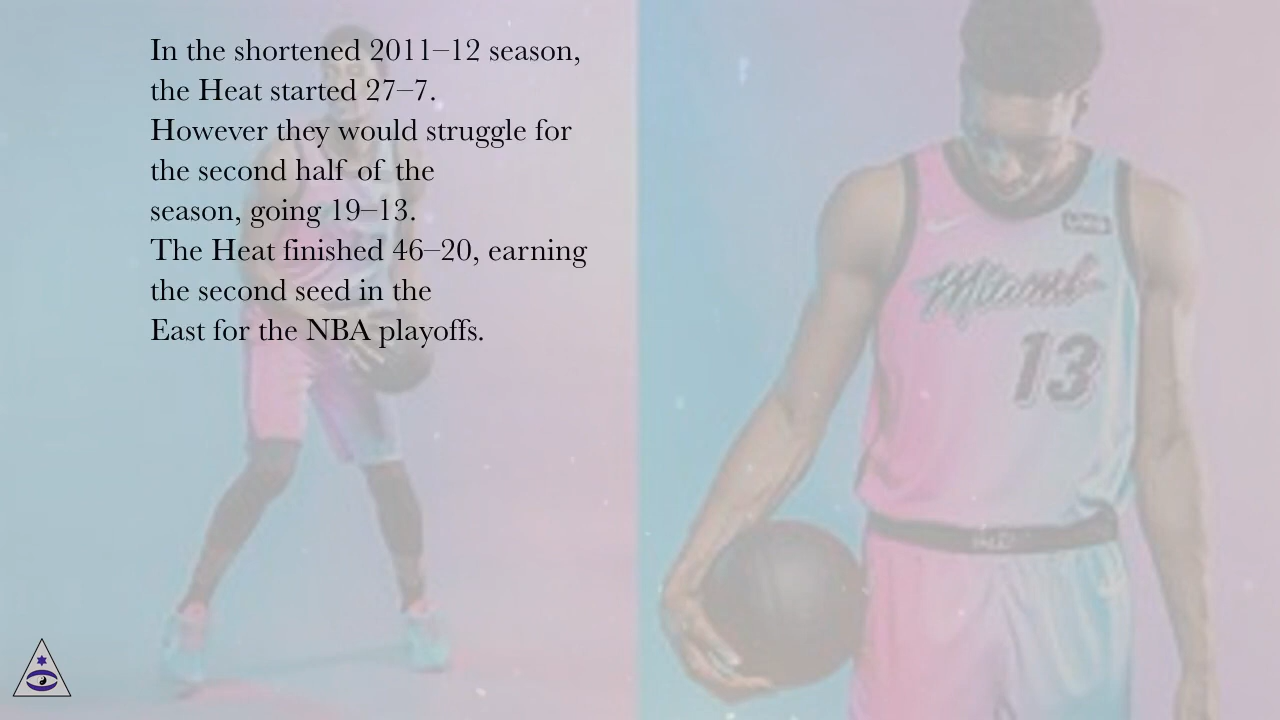 In the shortened 2011–12 season,
the Heat started 27–7.
However they would struggle for
the second half of the
season, going 19–13.
The Heat finished 46–20, earning
the second seed in the
East for the NBA playoffs.
Miami
13